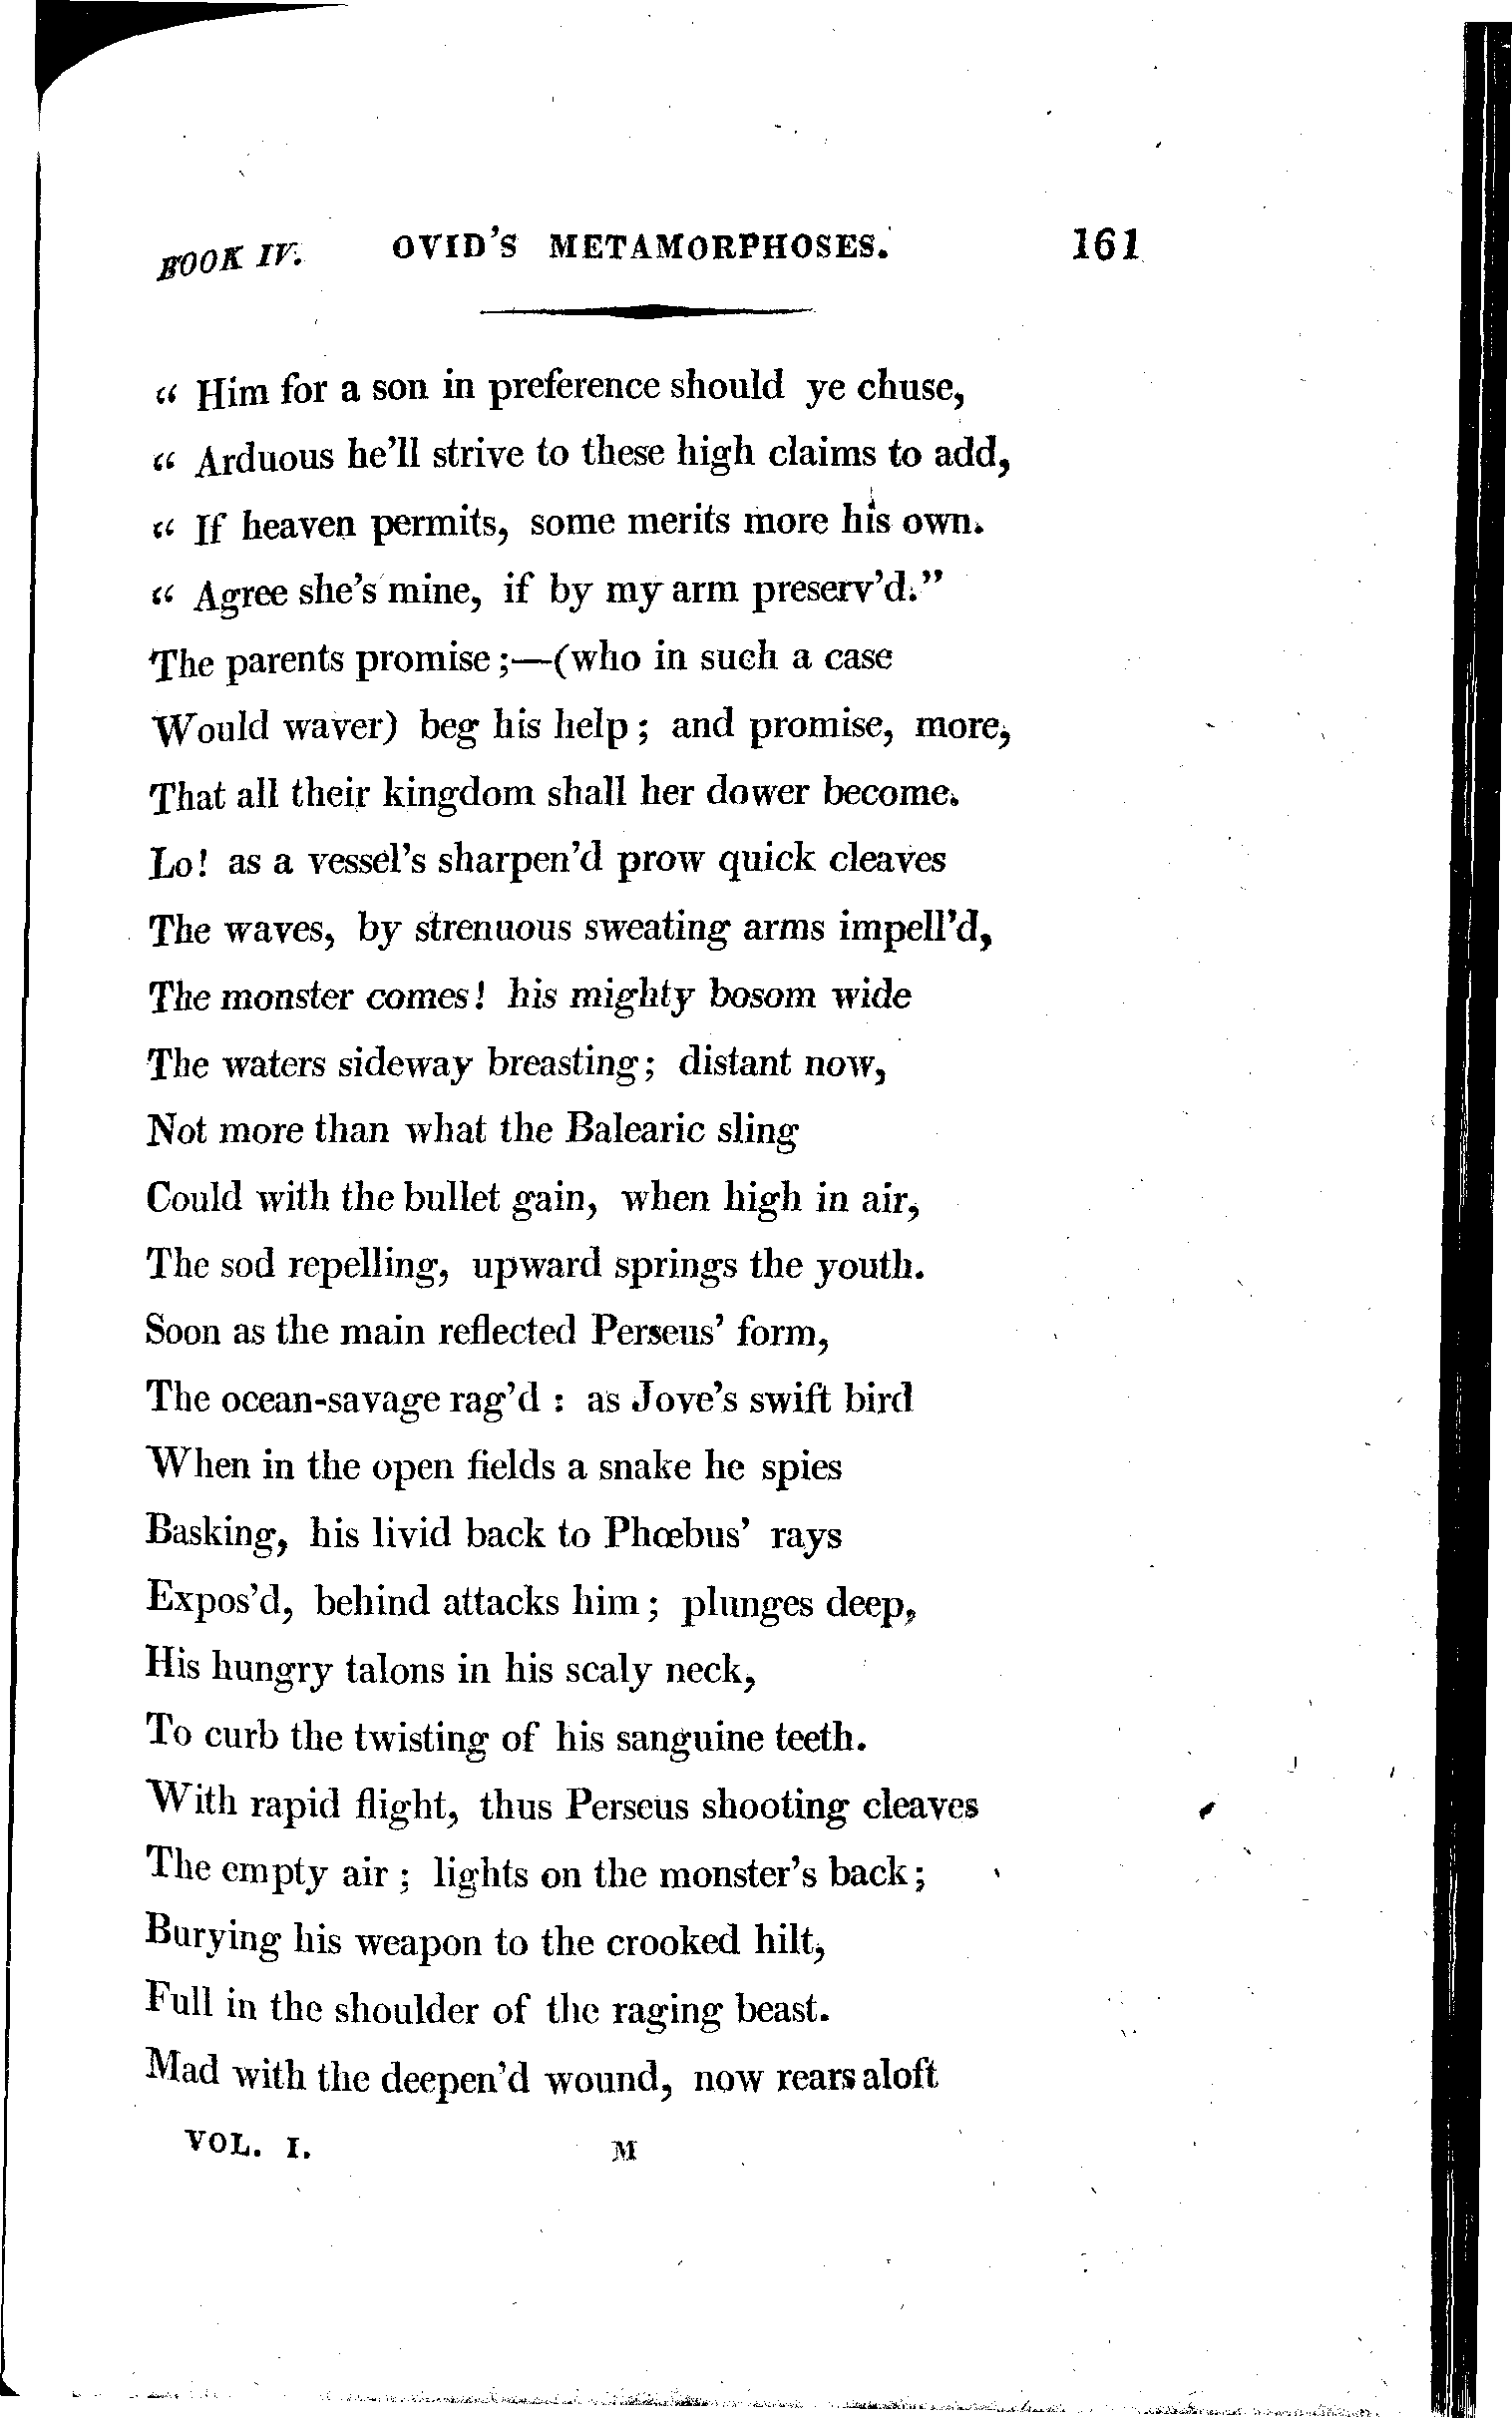 BOOK IV. OVID'S METAMORPHOSES. 161
“ Him for a son in preference should ye chuse,
“ Arduous he'll strive to these high claims to add,
“ If heaven permits, some merits more his own.
“ Agree she's mine, if by my arm preserv'd.”
The parents promise ;—(who in such a case
Would waver) beg his help ; and promise, more,
That all their kingdom shall her dower become.
Lo! as a vessel's sharpen'd prow quick cleaves
The waves, by strenuous sweating arms impell'd,
The monster comes! his mighty bosom wide
The waters sideway breasting; distant now,
Not more than what the Balearic sling
Could with the bullet gain, when high in air,
The sod repelling, upward springs the youth.
Soon as the main reflected Perseus' form,
The ocean-savage rag'd : as Jove's swift bird
When in the open fields a snake he spies
Basking, his livid back to Phœbus' rays
Expos'd, behind attacks him ; plunges deep,
His hungry talons in his scaly neck,
To curb the twisting of his sanguine teeth.
With rapid flight, thus Perseus shooting cleaves
The empty air ; lights on the monster's back ;
Burying his weapon to the crooked hilt,
Full in the shoulder of the raging beast.
Mad with the deepen'd wound, now rears aloft
VOL. I. M